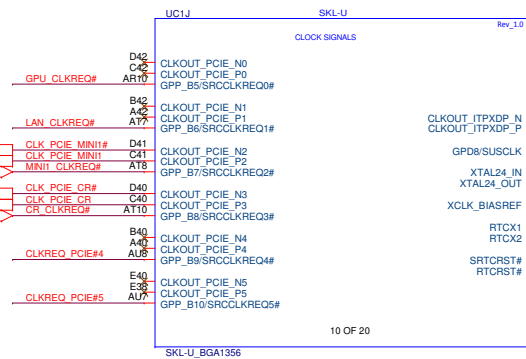 UC1J SKL-U
Rev_1.0
CLOCK SIGNALS
D42 CLKOUT_PCIE_N0
C42 CLKOUT_PCIE_P0
GPU_CLKREQ# AR10 GPP_B5/SRCCLKREQ0#
B42 CLKOUT_PCIE_N1
A42 CLKOUT_PCIE_P1 CLKOUT_ITPXDP_N
LAN_CLKREQ# AT7 GPP_B6/SRCCLKREQ1# CLKOUT_ITPXDP_P
CLK_PCIE_MINI1# D41 CLKOUT_PCIE_N2 GPD8/SUSCLK
CLK_PCIE_MINI1 C41 CLKOUT_PCIE_P2
MINI1_CLKREQ# AT8 GPP_B7/SRCCLKREQ2# XTAL24_IN
XTAL24_OUT
CLK_PCIE_CR# D40 CLKOUT_PCIE_N3
CLK_PCIE_CR C40 CLKOUT_PCIE_P3 XCLK_BIASREF
CR_CLKREQ# AT10 GPP_B8/SRCCLKREQ3#
RTCX1
B40 CLKOUT_PCIE_N4 RTCX2
A40 CLKOUT_PCIE_P4
CLKREQ_PCIE#4 AU8 GPP_B9/SRCCLKREQ4# SRTCRST#
RTCRST#
E40 CLKOUT_PCIE_N5
E38 CLKOUT_PCIE_P5
CLKREQ_PCIE#5 AU7 GPP_B10/SRCCLKREQ5#
10 OF 20
SKL-U_BGA1356